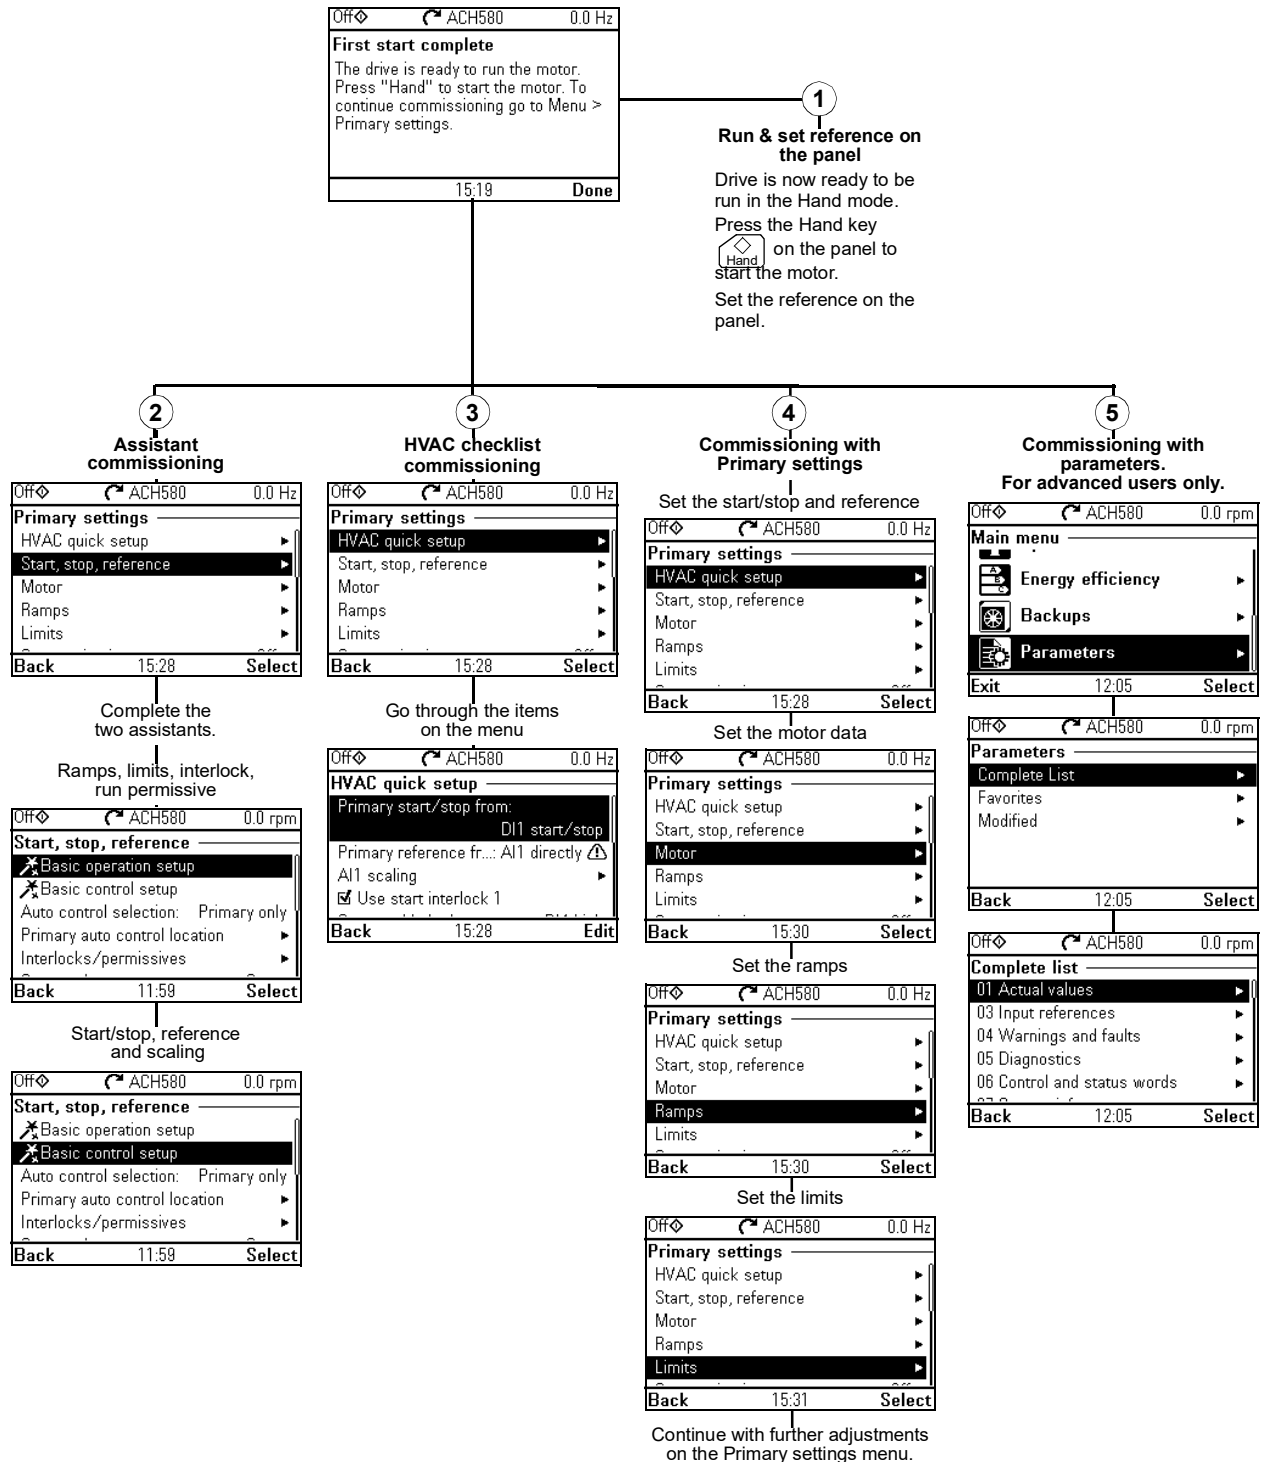 Off ACH580 0.0 Hz
First start complete
The drive is ready to run the motor.
Press "Hand" to start the motor. To
continue commissioning go to Menu >
Primary settings.
15:19 Done
1
Run & set reference on
the panel
Drive is now ready to be
run in the Hand mode.
Press the Hand key
Hand on the panel to
start the motor.
Set the reference on the
panel.
2
Assistant
commissioning
Off ACH580 0.0 Hz
Primary settings
HVAC quick setup
Start, stop, reference
Motor
Ramps
Limits
Back 15:28 Select
Complete the
two assistants.
Ramps, limits, interlock,
run permissive
Off ACH580 0.0 rpm
Start, stop, reference
Basic operation setup
Basic control setup
Auto control selection: Primary only
Primary auto control location
Interlocks/permissives
Back 11:59 Select
Start/stop, reference
and scaling
Off ACH580 0.0 rpm
Start, stop, reference
Basic operation setup
Basic control setup
Auto control selection: Primary only
Primary auto control location
Interlocks/permissives
Back 11:59 Select
3
HVAC checklist
commissioning
Off ACH580 0.0 Hz
Primary settings
HVAC quick setup
Start, stop, reference
Motor
Ramps
Limits
Back 15:28 Select
Go through the items
on the menu
Off ACH580 0.0 Hz
HVAC quick setup
Primary start/stop from:
DI1 start/stop
Primary reference fr...: AI1 directly
AI1 scaling
Use start interlock 1
Back 15:28 Edit
4
Commissioning with
Primary settings
Set the start/stop and reference
Off ACH580 0.0 Hz
Primary settings
HVAC quick setup
Start, stop, reference
Motor
Ramps
Limits
Back 15:28 Select
Set the motor data
Off ACH580 0.0 Hz
Primary settings
HVAC quick setup
Start, stop, reference
Motor
Ramps
Limits
Back 15:30 Select
Set the ramps
Off ACH580 0.0 Hz
Primary settings
HVAC quick setup
Start, stop, reference
Motor
Ramps
Limits
Back 15:30 Select
Set the limits
Off ACH580 0.0 Hz
Primary settings
HVAC quick setup
Start, stop, reference
Motor
Ramps
Limits
Back 15:31 Select
Continue with further adjustments
on the Primary settings menu.
5
Commissioning with
parameters.
For advanced users only.
Off ACH580 0.0 rpm
Main menu
Energy efficiency
Backups
Parameters
Exit 12:05 Select
Off ACH580 0.0 rpm
Parameters
Complete List
Favorites
Modified
Back 12:05 Select
Off ACH580 0.0 rpm
Complete list
01 Actual values
03 Input references
04 Warnings and faults
05 Diagnostics
06 Control and status words
Back 12:05 Select